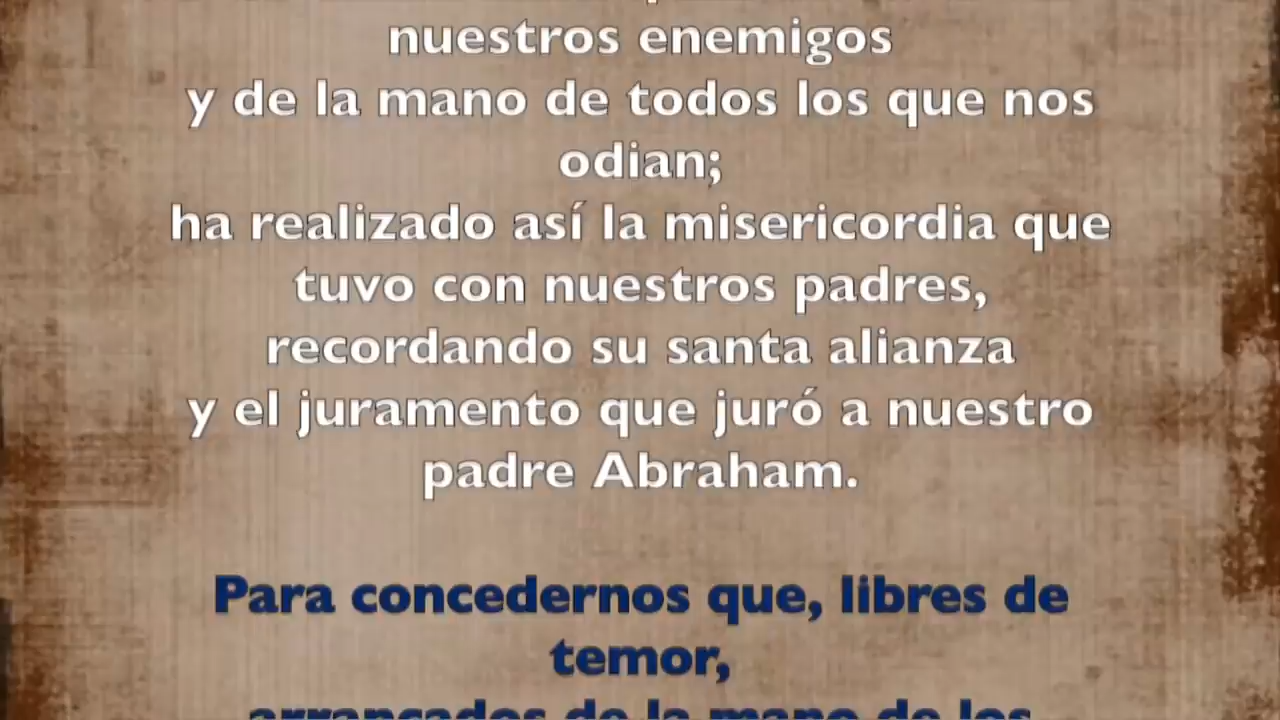 nuestros enemigos
y de la mano de todos los que nos
odian;
ha realizado así la misericordia que
tuvo con nuestros padres,
recordando su santa alianza
y el juramento que juró a nuestro
padre Abraham.
Para concedernos que, libres de
temor,
arrancados de la mano de los